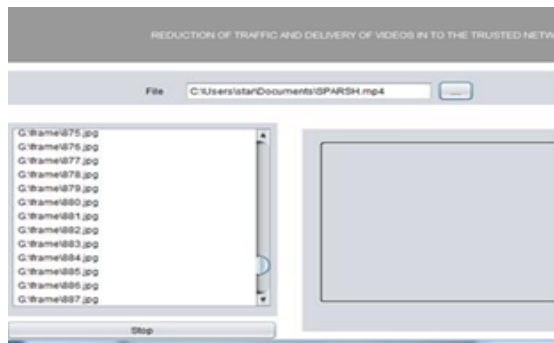 REDUCTION OF TRAFFIC AND DELIVERY OF VIDEOS IN TO THE TRUSTED NETW
File C:\Users\star\Documents\SPARSH.mp4 ...
G:\frame\875.jpg
G:\frame\876.jpg
G:\frame\877.jpg
G:\frame\878.jpg
G:\frame\879.jpg
G:\frame\880.jpg
G:\frame\881.jpg
G:\frame\882.jpg
G:\frame\883.jpg
G:\frame\884.jpg
G:\frame\885.jpg
G:\frame\886.jpg
G:\frame\887.jpg
Stop